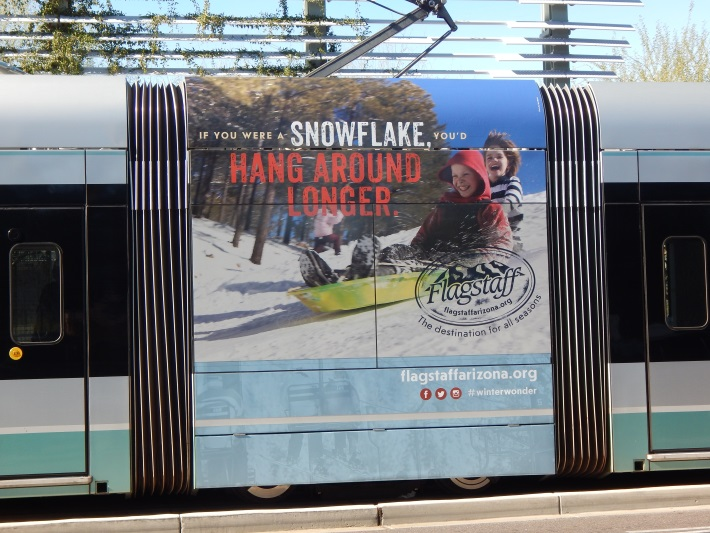 IF YOU WERE A SNOWFLAKE, YOU'D
HANG AROUND
LONGER.
Flagstaff
flagstaffarizona.org
The destination for all seasons
flagstaffarizona.org
#winterwonder